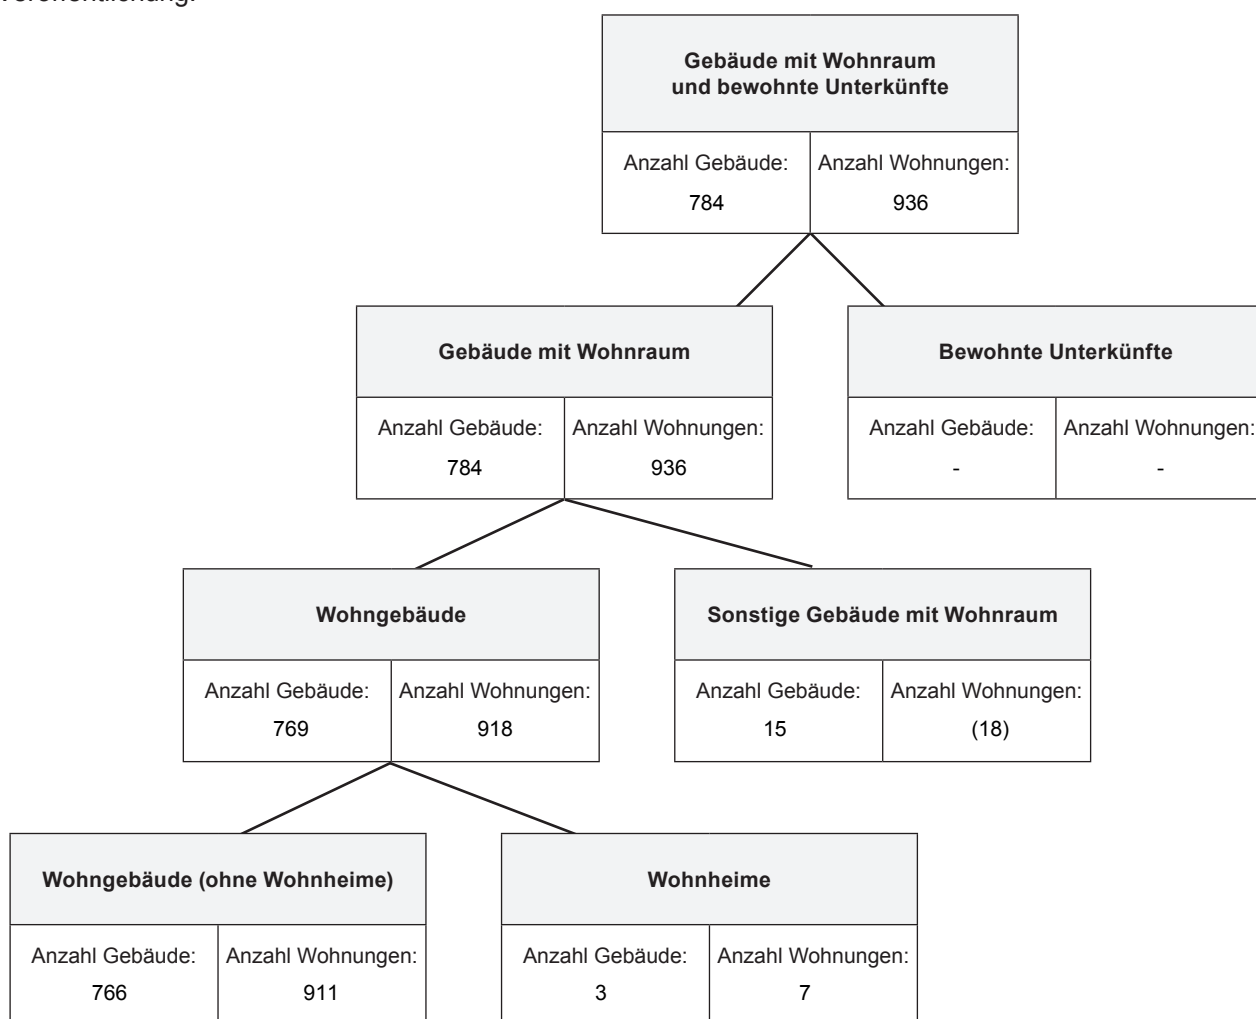 Veröffentlichung.
Gebäude mit Wohnraum
und bewohnte Unterkünfte
Anzahl Gebäude: Anzahl Wohnungen:
784 936
Gebäude mit Wohnraum
Anzahl Gebäude: Anzahl Wohnungen:
784 936
Bewohnte Unterkünfte
Anzahl Gebäude: Anzahl Wohnungen:
- -
Wohngebäude
Anzahl Gebäude: Anzahl Wohnungen:
769 918
Sonstige Gebäude mit Wohnraum
Anzahl Gebäude: Anzahl Wohnungen:
15 (18)
Wohngebäude (ohne Wohnheime)
Anzahl Gebäude: Anzahl Wohnungen:
766 911
Wohnheime
Anzahl Gebäude: Anzahl Wohnungen:
3 7